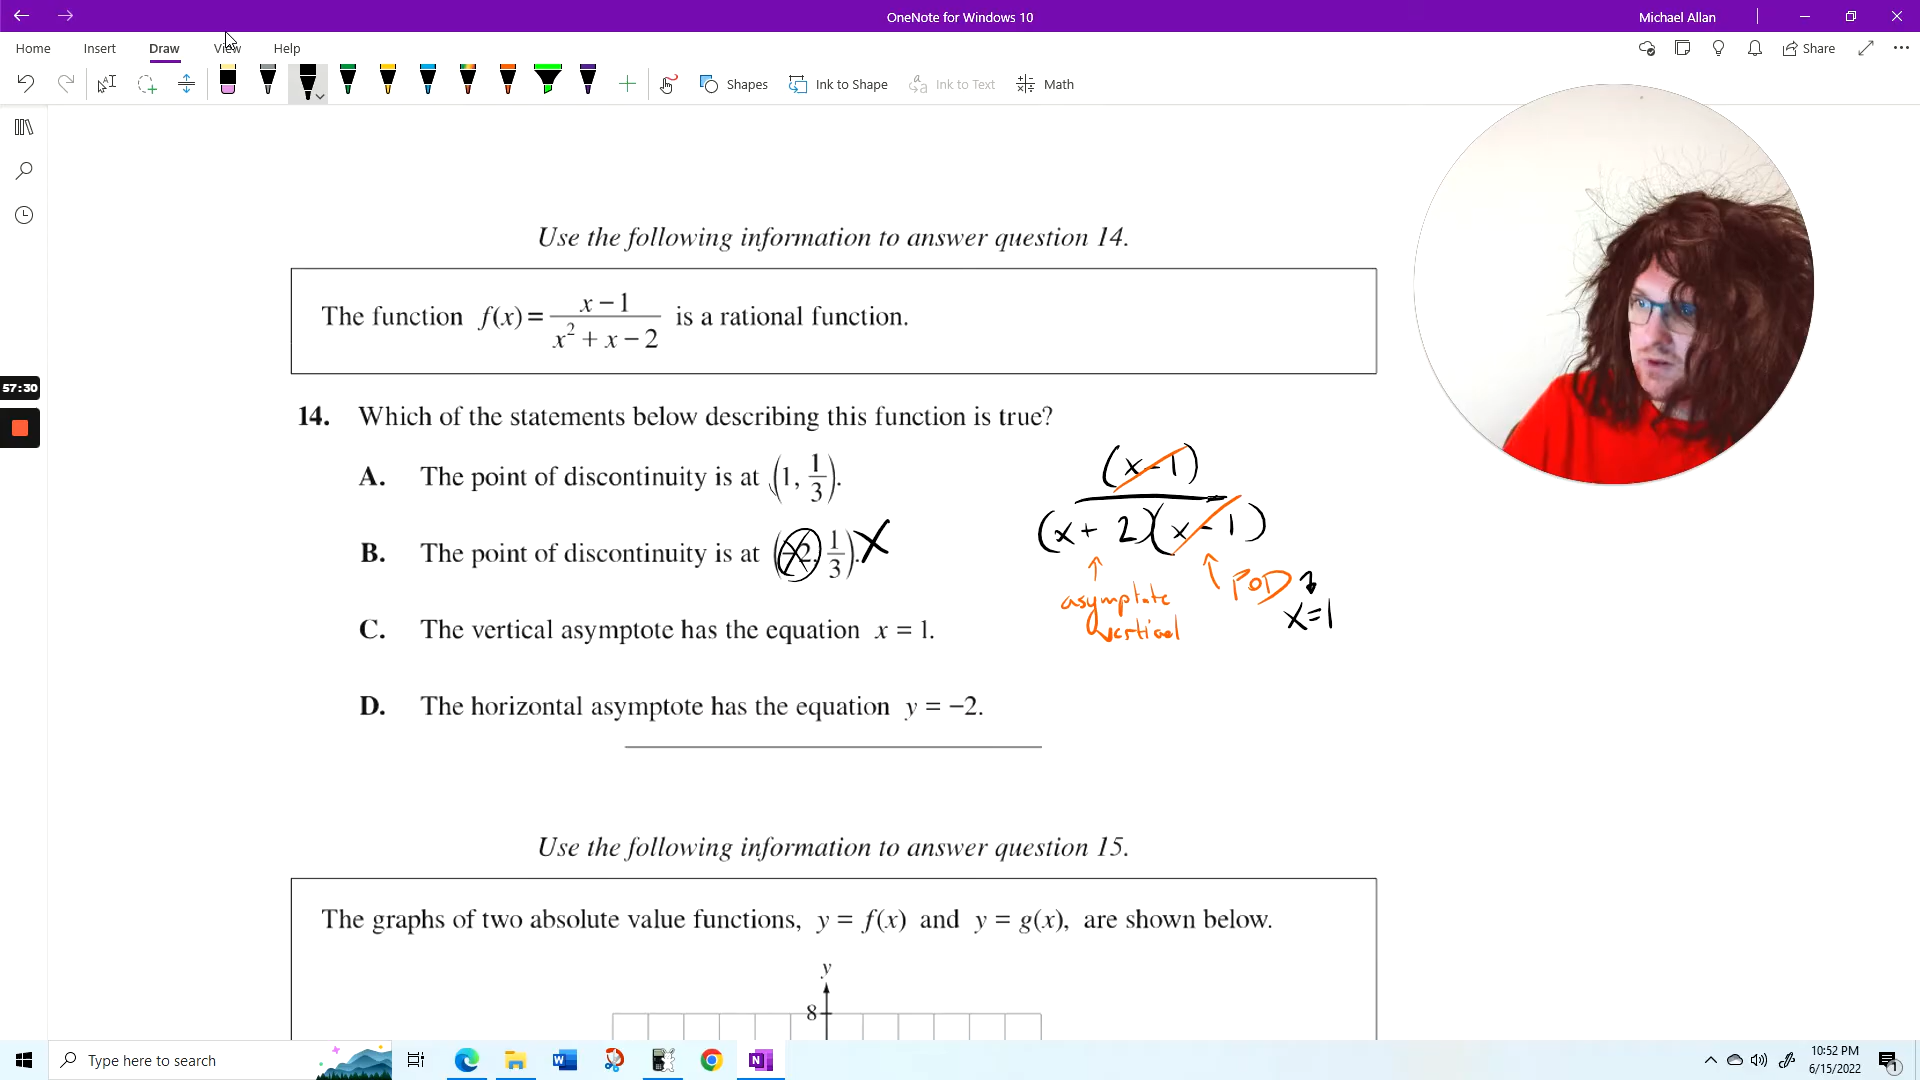 OneNote for Windows 10
Michael Allan
Home Insert Draw View Help
Share
Shapes Ink to Shape Ink to Text Math
Use the following information to answer question 14.
The function f(x) = x − 1 / x² + x − 2 is a rational function.
57:30
14. Which of the statements below describing this function is true?
A. The point of discontinuity is at (1, 1/3).
B. The point of discontinuity is at (−2, 1/3). X
C. The vertical asymptote has the equation x = 1.
D. The horizontal asymptote has the equation y = −2.
(x − 1)
(x + 2)(x − 1)
asymptote
vertical
POD
x = 1
Use the following information to answer question 15.
The graphs of two absolute value functions, y = f(x) and y = g(x), are shown below.
y
8
Type here to search
10:52 PM
6/15/2022
1